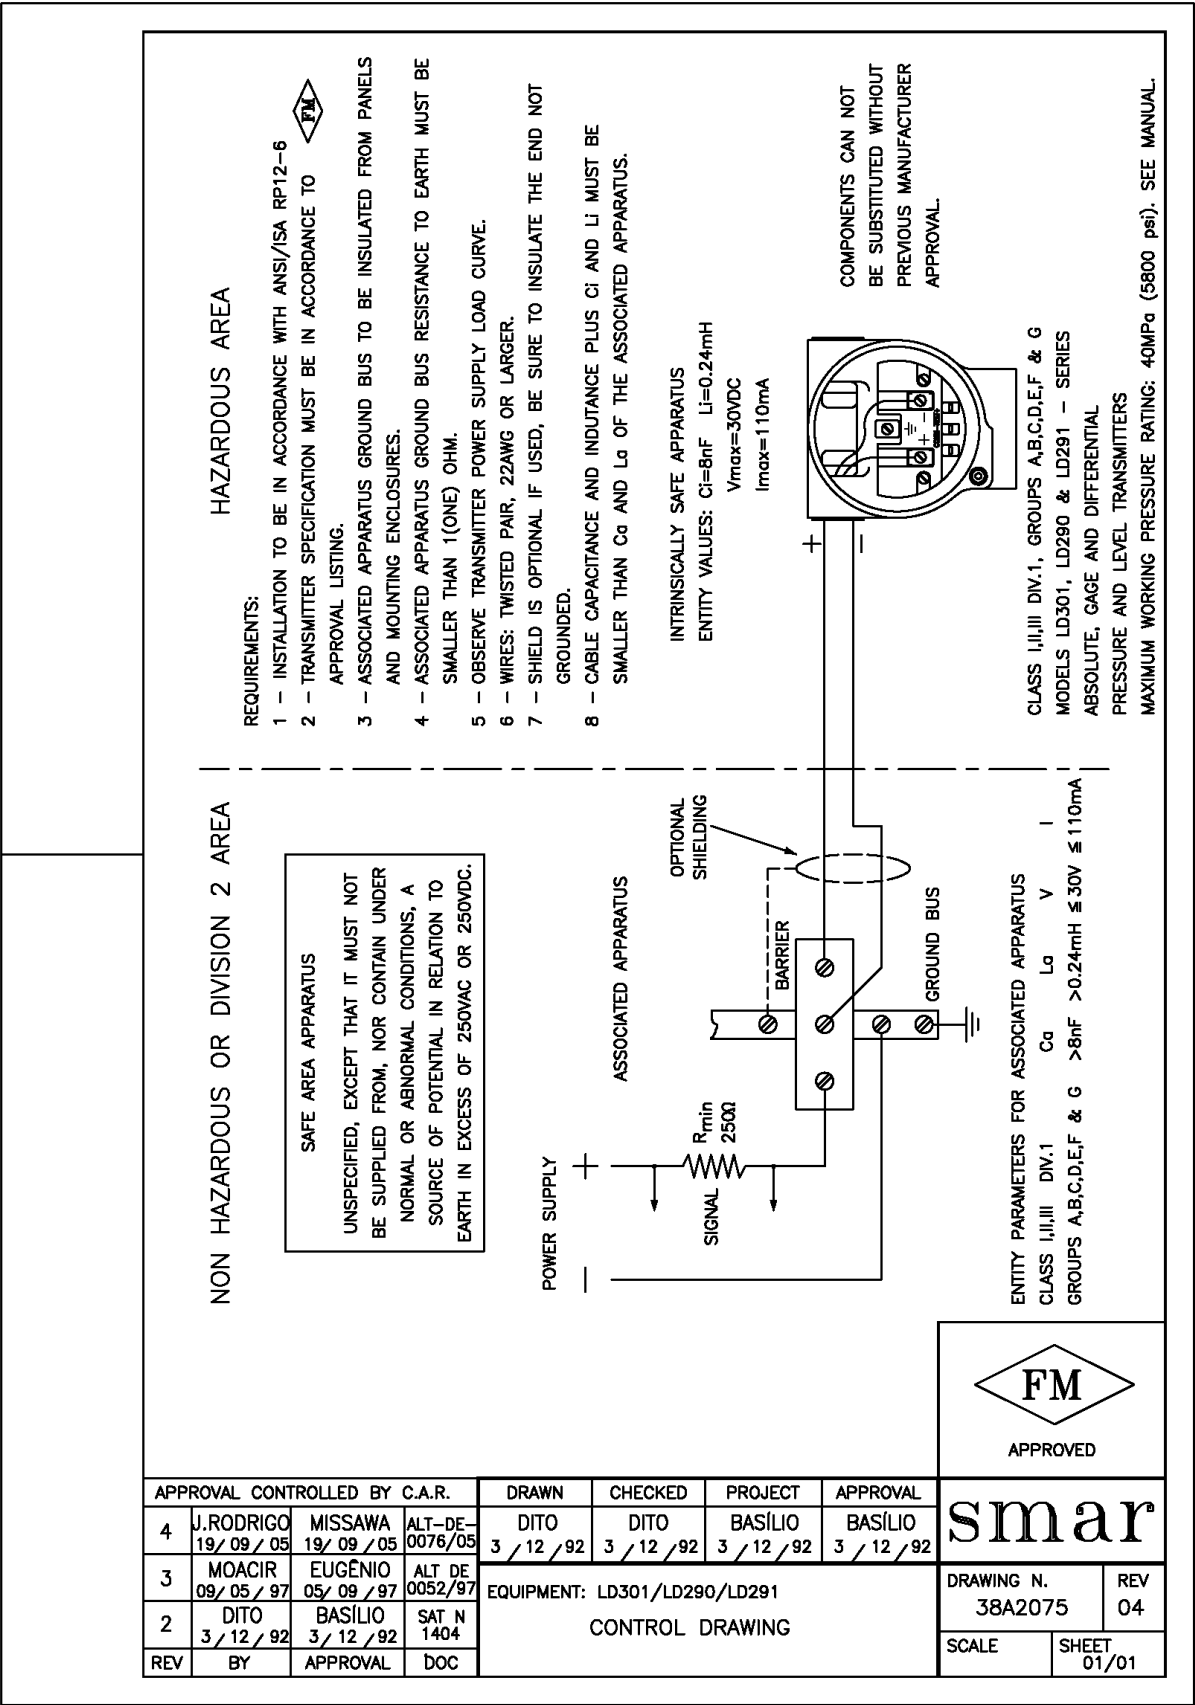 NON HAZARDOUS OR DIVISION 2 AREA
SAFE AREA APPARATUS
UNSPECIFIED, EXCEPT THAT IT MUST NOT
BE SUPPLIED FROM, NOR CONTAIN UNDER
NORMAL OR ABNORMAL CONDITIONS, A
SOURCE OF POTENTIAL IN RELATION TO
EARTH IN EXCESS OF 250VAC OR 250VDC.
POWER SUPPLY
–
+
SIGNAL
Rmin
250Ω
ASSOCIATED APPARATUS
OPTIONAL
SHIELDING
BARRIER
GROUND BUS
ENTITY PARAMETERS FOR ASSOCIATED APPARATUS
CLASS I,II,III DIV.1 Ca La V I
GROUPS A,B,C,D,E,F & G >8nF >0.24mH ≤30V ≤110mA
HAZARDOUS AREA
REQUIREMENTS:
1 – INSTALLATION TO BE IN ACCORDANCE WITH ANSI/ISA RP12–6
2 – TRANSMITTER SPECIFICATION MUST BE IN ACCORDANCE TO FM
APPROVAL LISTING.
3 – ASSOCIATED APPARATUS GROUND BUS TO BE INSULATED FROM PANELS
AND MOUNTING ENCLOSURES.
4 – ASSOCIATED APPARATUS GROUND BUS RESISTANCE TO EARTH MUST BE
SMALLER THAN 1(ONE) OHM.
5 – OBSERVE TRANSMITTER POWER SUPPLY LOAD CURVE.
6 – WIRES: TWISTED PAIR, 22AWG OR LARGER.
7 – SHIELD IS OPTIONAL IF USED, BE SURE TO INSULATE THE END NOT
GROUNDED.
8 – CABLE CAPACITANCE AND INDUTANCE PLUS Ci AND Li MUST BE
SMALLER THAN Ca AND La OF THE ASSOCIATED APPARATUS.
INTRINSICALLY SAFE APPARATUS
ENTITY VALUES: Ci=8nF Li=0.24mH
Vmax=30VDC
Imax=110mA
+
–
+ –
COMPONENTS CAN NOT
BE SUBSTITUTED WITHOUT
PREVIOUS MANUFACTURER
APPROVAL.
CLASS I,II,III DIV.1, GROUPS A,B,C,D,E,F & G
MODELS LD301, LD290 & LD291 – SERIES
ABSOLUTE, GAGE AND DIFFERENTIAL
PRESSURE AND LEVEL TRANSMITTERS
MAXIMUM WORKING PRESSURE RATING: 40MPa (5800 psi). SEE MANUAL.
FM
APPROVED
APPROVAL CONTROLLED BY C.A.R.
4 J.RODRIGO 19/ 09 / 05 MISSAWA 19/ 09 / 05 ALT–DE–0076/05
3 MOACIR 09/ 05 / 97 EUGÊNIO 05/ 09 / 97 ALT DE 0052/97
2 DITO 3 / 12 / 92 BASÍLIO 3 / 12 / 92 SAT N 1404
REV BY APPROVAL DOC
DRAWN CHECKED PROJECT APPROVAL
DITO DITO BASÍLIO BASÍLIO
3 / 12 / 92 3 / 12 / 92 3 / 12 / 92 3 / 12 / 92
EQUIPMENT: LD301/LD290/LD291
CONTROL DRAWING
smar
DRAWING N. REV
38A2075 04
SCALE SHEET
01/01